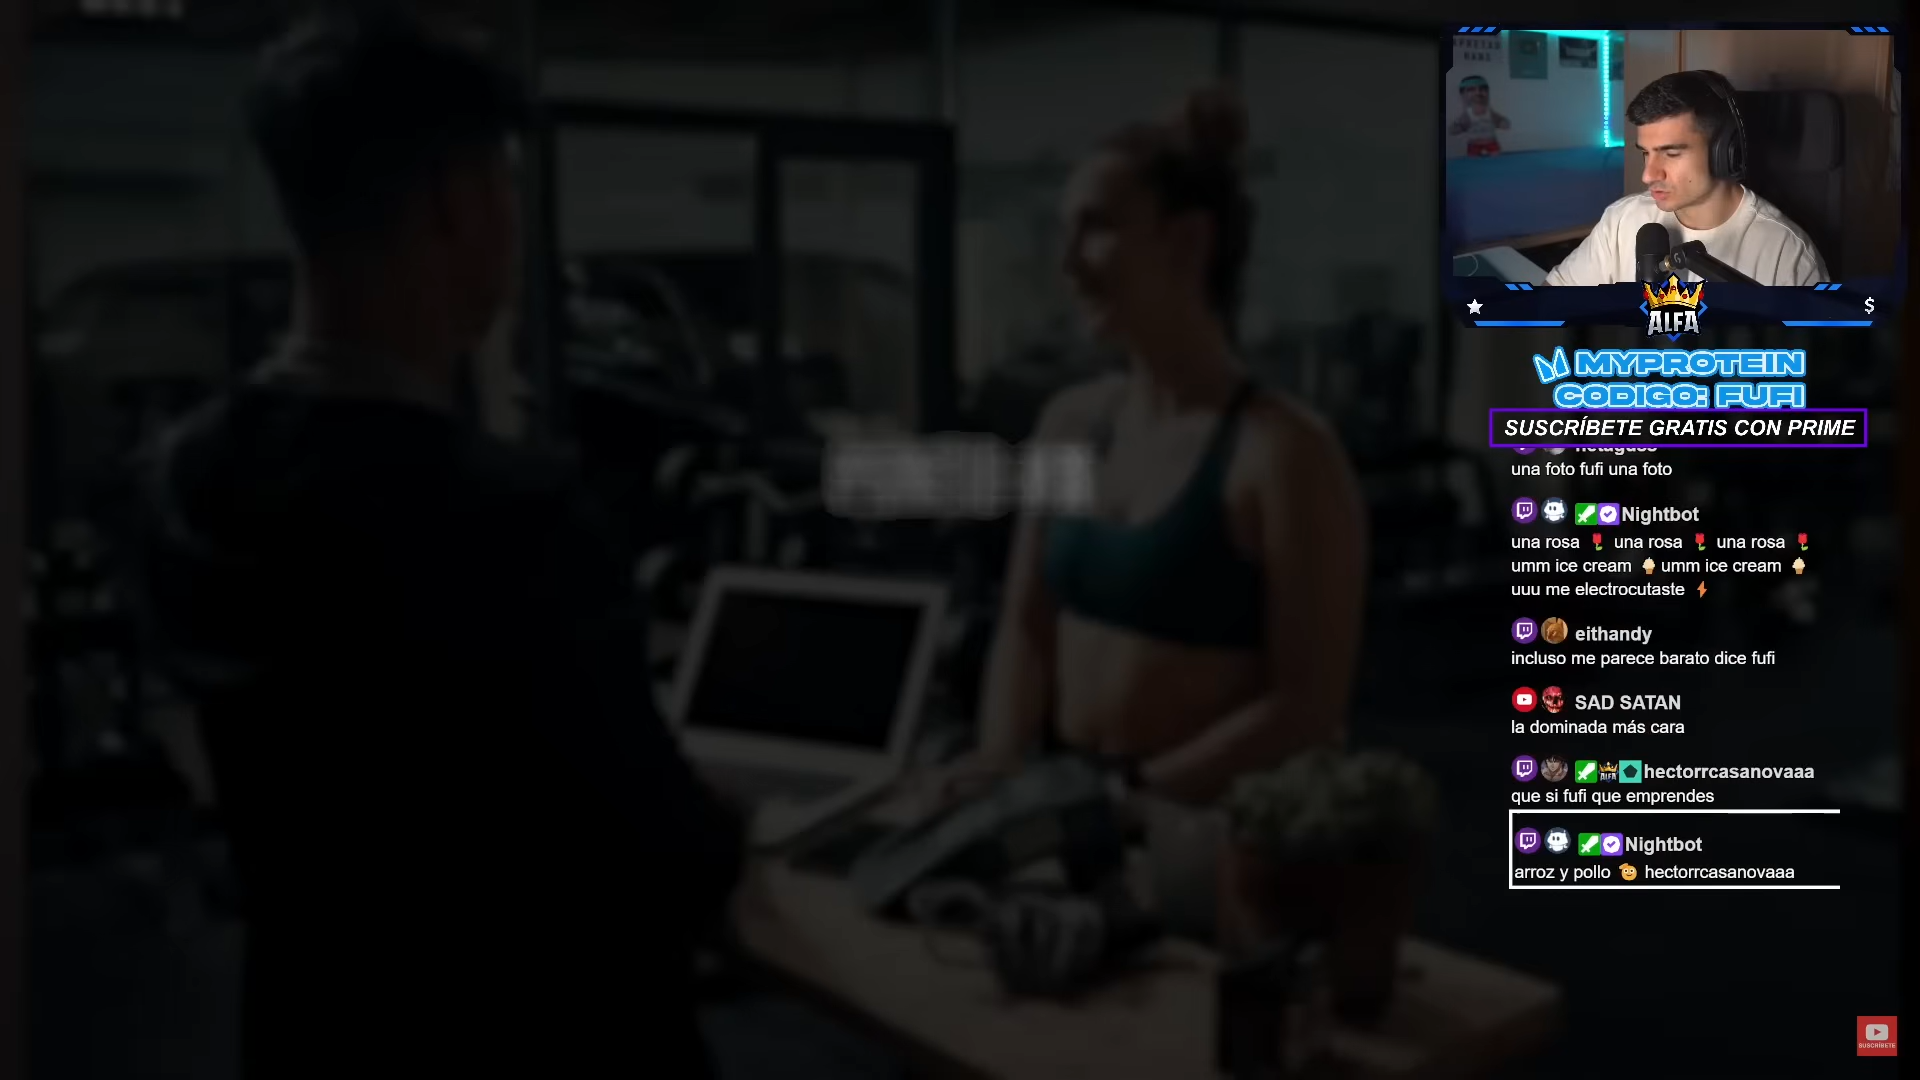 ALFA
MYPROTEIN
CODIGO: FUFI
SUSCRÍBETE GRATIS CON PRIME
una foto fufi una foto
Nightbot
una rosa 🌹 una rosa 🌹 una rosa 🌹
umm ice cream 🍦 umm ice cream 🍦
uuu me electrocutaste ⚡
eithandy
incluso me parece barato dice fufi
SAD SATAN
la dominada más cara
hectorrcasanovaaa
que si fufi que emprendes
Nightbot
arroz y pollo 🫡 hectorrcasanovaaa
SUSCRÍBETE